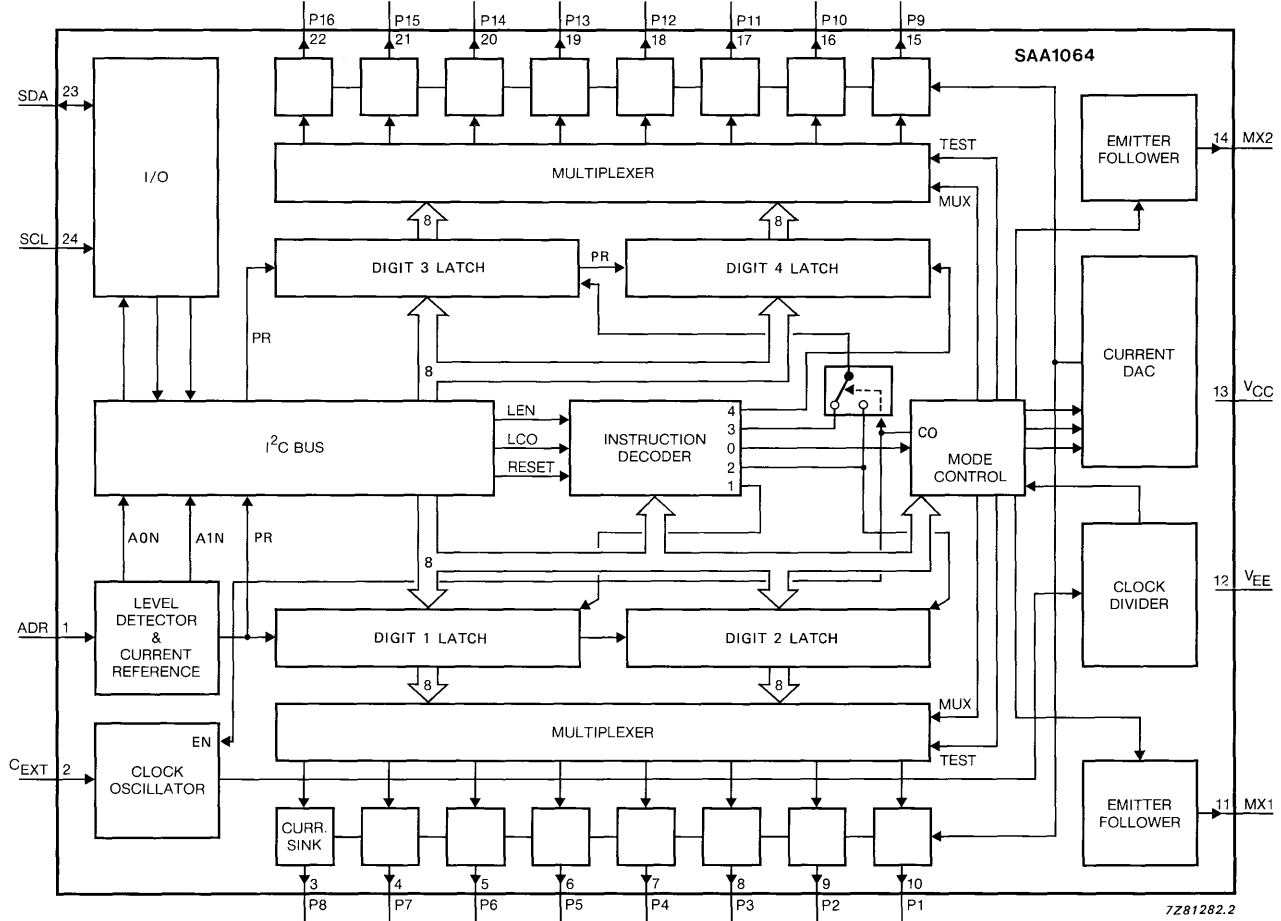 P16 P15 P14 P13 P12 P11 P10 P9
22 21 20 19 18 17 16 15
SAA1064
SDA 23
I/O
SCL 24
MULTIPLEXER
TEST
MUX
EMITTER
FOLLOWER
14 MX2
8 8
DIGIT 3 LATCH
PR
DIGIT 4 LATCH
PR
8
CURRENT
DAC
13 VCC
I2C BUS
LEN
LCO
RESET
INSTRUCTION
DECODER
4
3
0
2
1
CO
MODE
CONTROL
A0N A1N PR
8
LEVEL
DETECTOR
&
CURRENT
REFERENCE
ADR 1
DIGIT 1 LATCH
DIGIT 2 LATCH
CLOCK
DIVIDER
12 VEE
8 8
MULTIPLEXER
MUX
TEST
EN
CLOCK
OSCILLATOR
CEXT 2
CURR.
SINK
EMITTER
FOLLOWER
11 MX1
3 4 5 6 7 8 9 10
P8 P7 P6 P5 P4 P3 P2 P1
7Z81282.2